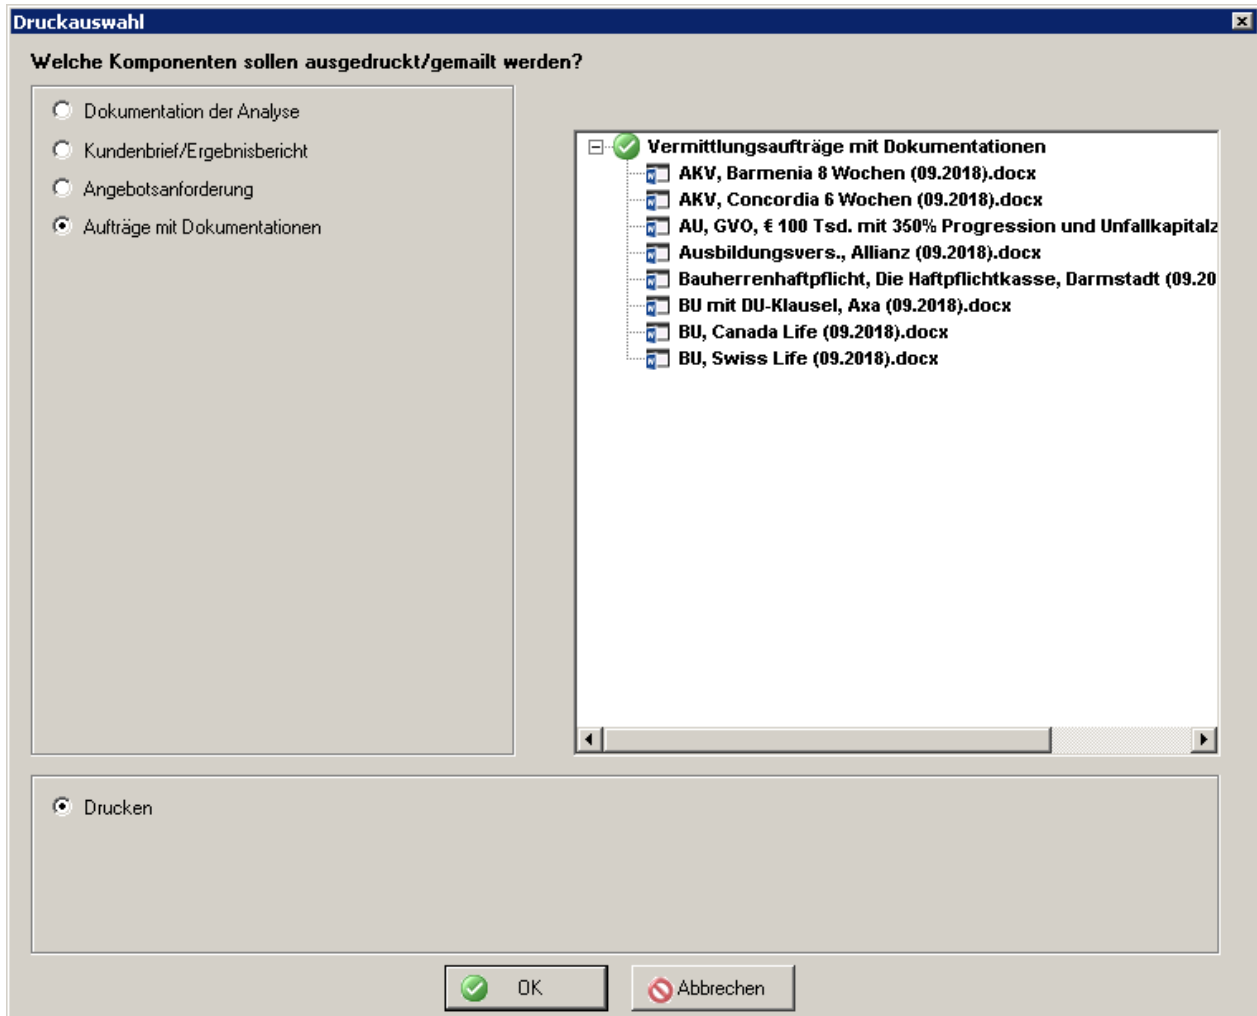 Druckauswahl
Welche Komponenten sollen ausgedruckt/gemailt werden?
Dokumentation der Analyse
Kundenbrief/Ergebnisbericht
Angebotsanforderung
Aufträge mit Dokumentationen
Vermittlungsaufträge mit Dokumentationen
AKV, Barmenia 8 Wochen (09.2018).docx
AKV, Concordia 6 Wochen (09.2018).docx
AU, GVO, € 100 Tsd. mit 350% Progression und Unfallkapitalz
Ausbildungsvers., Allianz (09.2018).docx
Bauherrenhaftpflicht, Die Haftpflichtkasse, Darmstadt (09.20
BU mit DU-Klausel, Axa (09.2018).docx
BU, Canada Life (09.2018).docx
BU, Swiss Life (09.2018).docx
Drucken
OK
Abbrechen